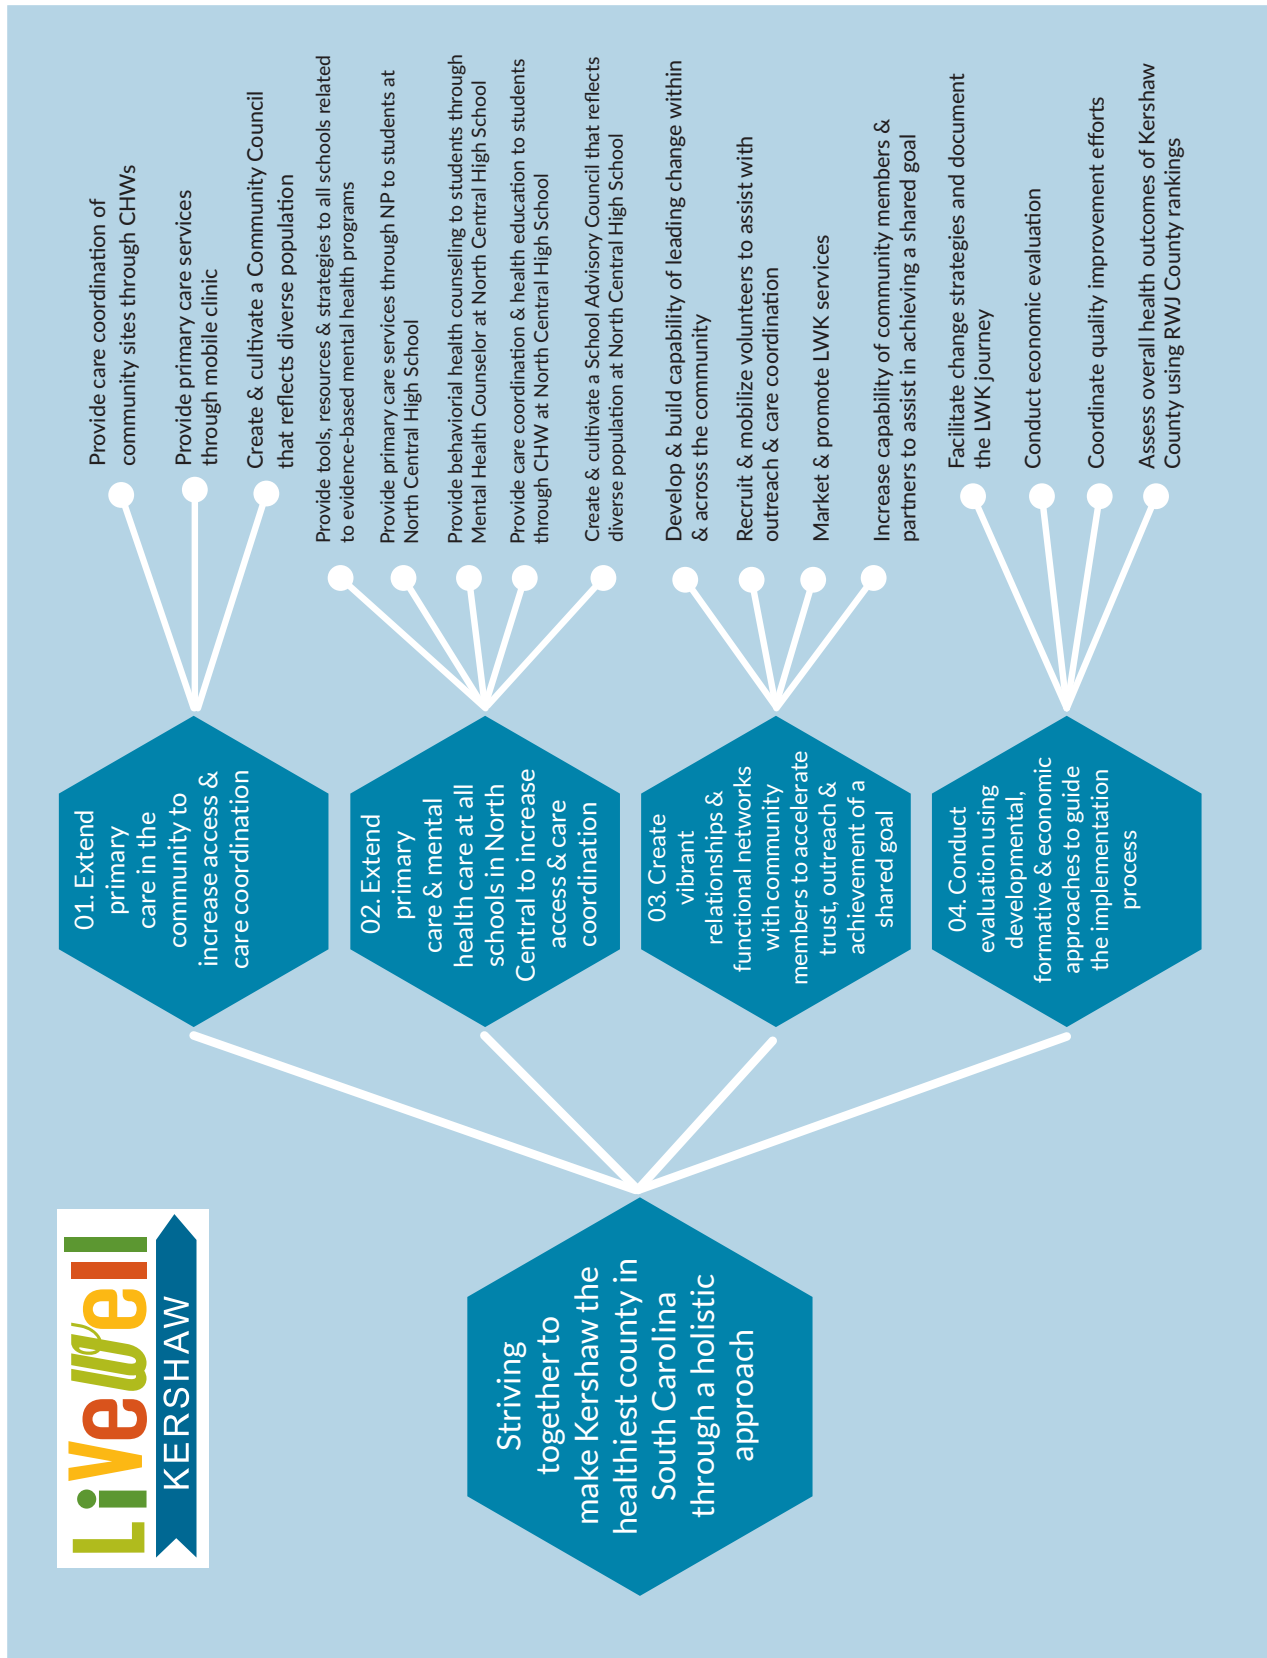 LiVeWell
KERSHAW
Striving
together to
make Kershaw the
healthiest county in
South Carolina
through a holistic
approach
01. Extend
primary
care in the
community to
increase access &
care coordination
Provide care coordination of
community sites through CHWs
Provide primary care services
through mobile clinic
Create & cultivate a Community Council
that reflects diverse population
02. Extend
primary
care & mental
health care at all
schools in North
Central to increase
access & care
coordination
Provide tools, resources & strategies to all schools related
to evidence-based mental health programs
Provide primary care services through NP to students at
North Central High School
Provide behaviorial health counseling to students through
Mental Health Counselor at North Central High School
Provide care coordination & health education to students
through CHW at North Central High School
Create & cultivate a School Advisory Council that reflects
diverse population at North Central High School
03. Create
vibrant
relationships &
functional networks
with community
members to accelerate
trust, outreach &
achievement of a
shared goal
Develop & build capability of leading change within
& across the community
Recruit & mobilize volunteers to assist with
outreach & care coordination
Market & promote LWK services
Increase capability of community members &
partners to assist in achieving a shared goal
04. Conduct
evaluation using
developmental,
formative & economic
approaches to guide
the implementation
process
Facilitate change strategies and document
the LWK journey
Conduct economic evaluation
Coordinate quality improvement efforts
Assess overall health outcomes of Kershaw
County using RWJ County rankings